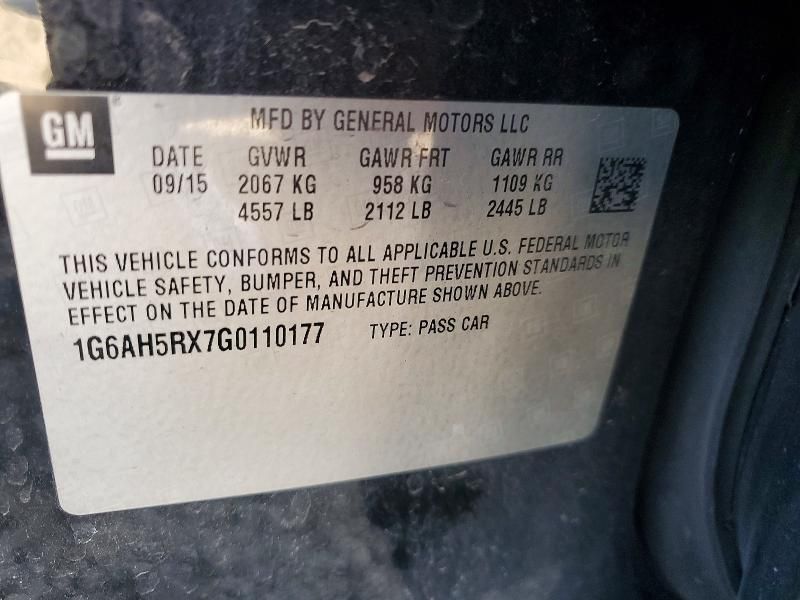 GM
MFD BY GENERAL MOTORS LLC
DATE GVWR GAWR FRT GAWR RR
09/15 2067 KG 958 KG 1109 KG
4557 LB 2112 LB 2445 LB
THIS VEHICLE CONFORMS TO ALL APPLICABLE U.S. FEDERAL MOTOR
VEHICLE SAFETY, BUMPER, AND THEFT PREVENTION STANDARDS IN
EFFECT ON THE DATE OF MANUFACTURE SHOWN ABOVE.
1G6AH5RX7G0110177 TYPE: PASS CAR